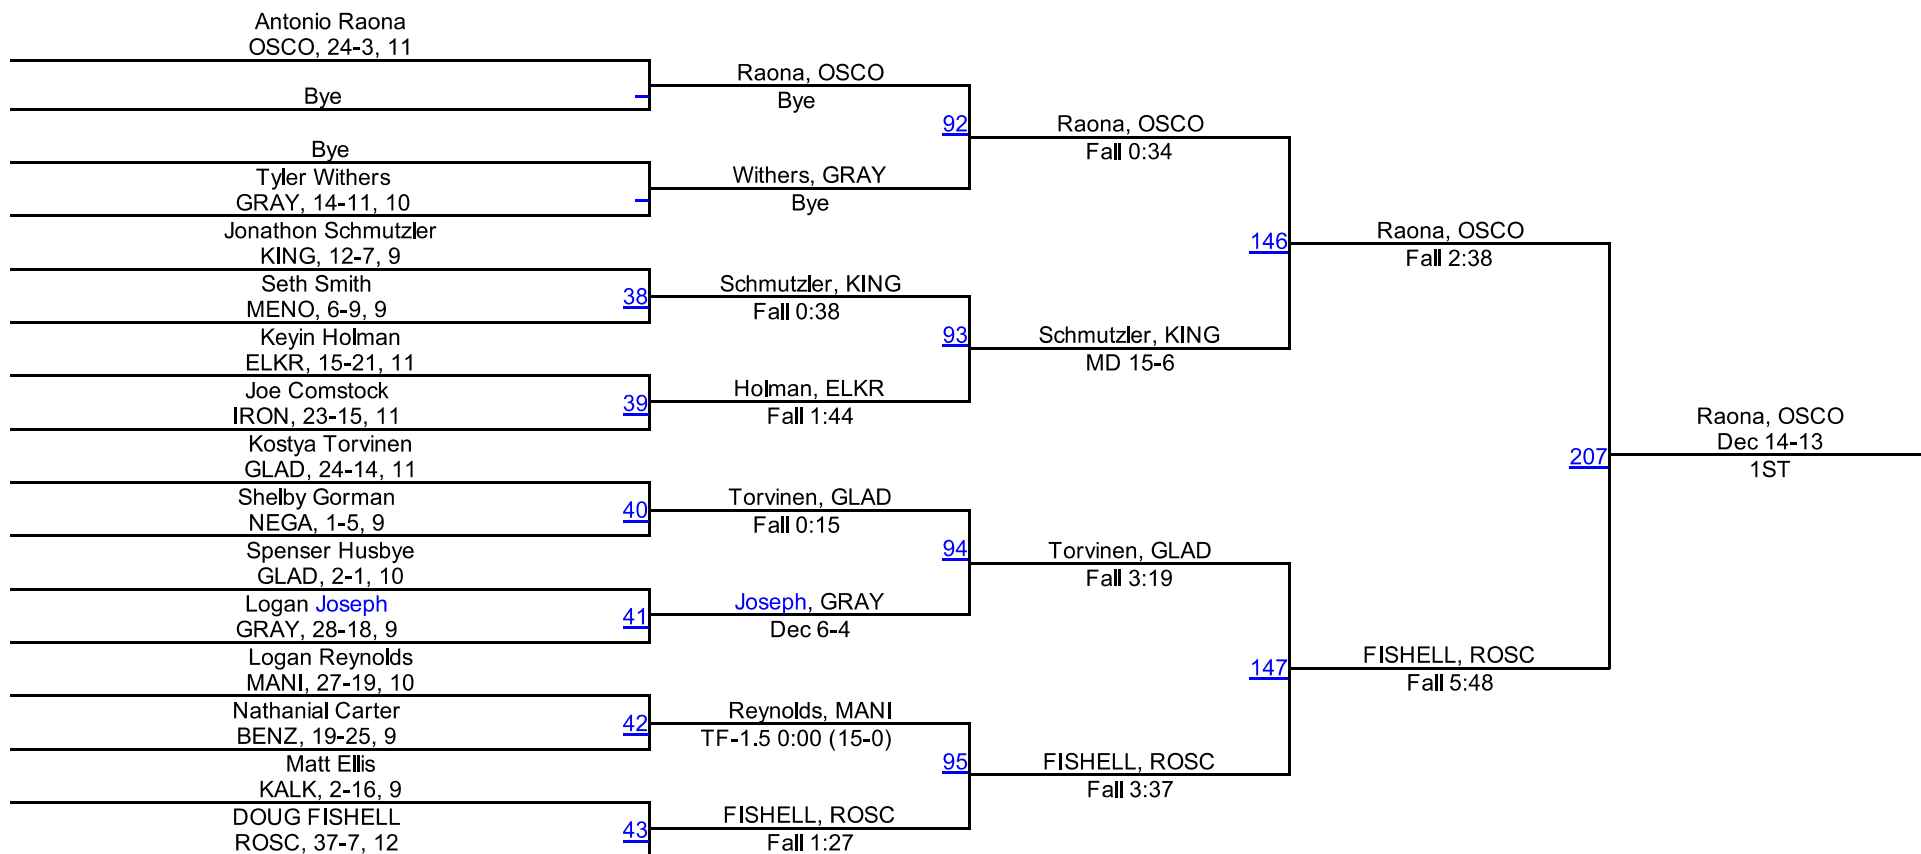 Antonio Raona
OSCO, 24-3, 11
Bye
Bye
Tyler Withers
GRAY, 14-11, 10
Jonathon Schmutzler
KING, 12-7, 9
Seth Smith
MENO, 6-9, 9
38
Keyin Holman
ELKR, 15-21, 11
Joe Comstock
IRON, 23-15, 11
39
Kostya Torvinen
GLAD, 24-14, 11
Shelby Gorman
NEGA, 1-5, 9
40
Spenser Husbye
GLAD, 2-1, 10
Logan Joseph
GRAY, 28-18, 9
41
Logan Reynolds
MANI, 27-19, 10
Nathanial Carter
BENZ, 19-25, 9
42
Matt Ellis
KALK, 2-16, 9
DOUG FISHELL
ROSC, 37-7, 12
43
Raona, OSCO
Bye
92
Withers, GRAY
Bye
Schmutzler, KING
Fall 0:38
93
Holman, ELKR
Fall 1:44
Torvinen, GLAD
Fall 0:15
94
Joseph, GRAY
Dec 6-4
Reynolds, MANI
TF-1.5 0:00 (15-0)
95
FISHELL, ROSC
Fall 1:27
Raona, OSCO
Fall 0:34
146
Schmutzler, KING
MD 15-6
Torvinen, GLAD
Fall 3:19
147
FISHELL, ROSC
Fall 3:37
Raona, OSCO
Fall 2:38
207
FISHELL, ROSC
Fall 5:48
Raona, OSCO
Dec 14-13
1ST